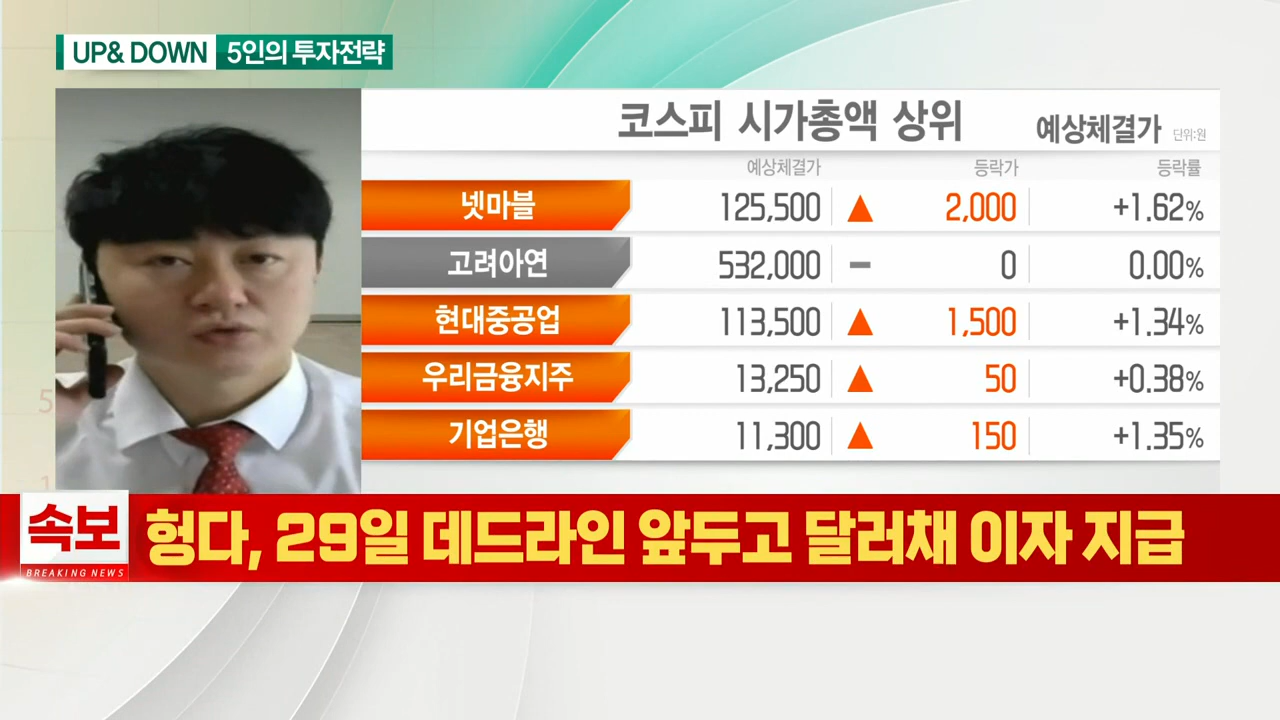 UP& DOWN 5인의 투자전략
코스피 시가총액 상위 예상체결가 단위:원
예상체결가 등락가 등락률
넷마블 125,500 ▲ 2,000 +1.62%
고려아연 532,000 - 0 0.00%
현대중공업 113,500 ▲ 1,500 +1.34%
우리금융지주 13,250 ▲ 50 +0.38%
기업은행 11,300 ▲ 150 +1.35%
5
1
속보 헝다, 29일 데드라인 앞두고 달러채 이자 지급
BREAKING NEWS